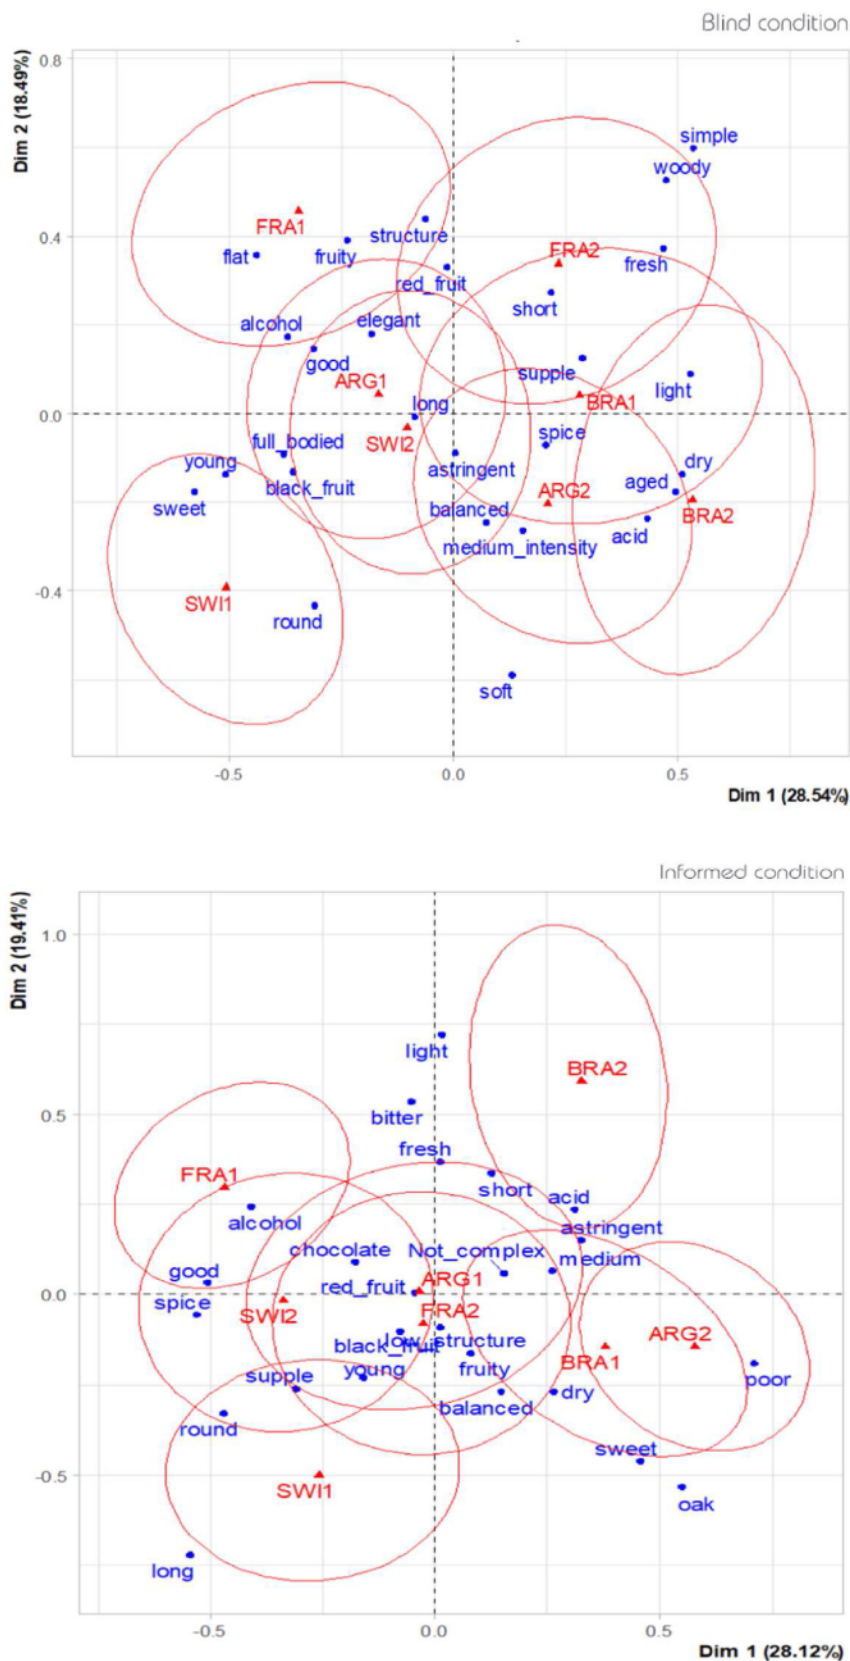 Blind condition
Dim 2 (18.49%)
0.8
simple
woody
FRA1
structure
flat
fruity
FRA2
0.4
fresh
red_fruit
short
alcohol
elegant
good
supple
light
ARG1
BRA1
long
0.0
SWI2
spice
full_bodied
young
astringent
dry
black_fruit
aged
sweet
ARG2
balanced
BRA2
acid
medium_intensity
-0.4
SWI1
round
soft
-0.5
0.0
0.5
Dim 1 (28.54%)
Informed condition
Dim 2 (19.41%)
1.0
light
BRA2
bitter
0.5
fresh
FRA1
short
acid
alcohol
astringent
chocolate
Not_complex
medium
good
ARG1
red_fruit
0.0
spice
SWI2
FRA2
black_fruit
low_structure
ARG2
BRA1
young
fruity
supple
poor
dry
balanced
round
sweet
-0.5
SWI1
oak
long
-0.5
0.0
0.5
Dim 1 (28.12%)